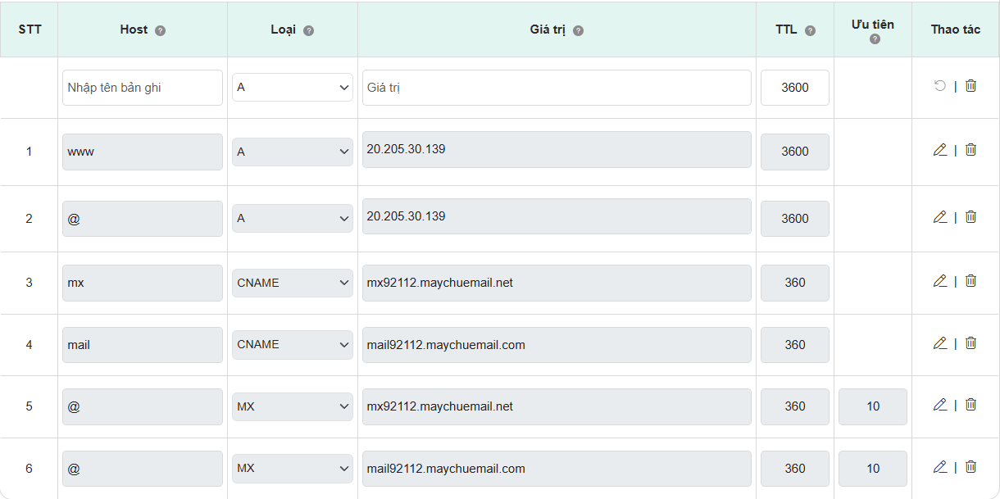 STT Host Loại Giá trị TTL Ưu tiên Thao tác
Nhập tên bản ghi A Giá trị 3600 |
1 www A 20.205.30.139 3600 |
2 @ A 20.205.30.139 3600 |
3 mx CNAME mx92112.maychuemail.net 360 |
4 mail CNAME mail92112.maychuemail.com 360 |
5 @ MX mx92112.maychuemail.net 360 10 |
6 @ MX mail92112.maychuemail.com 360 10 |